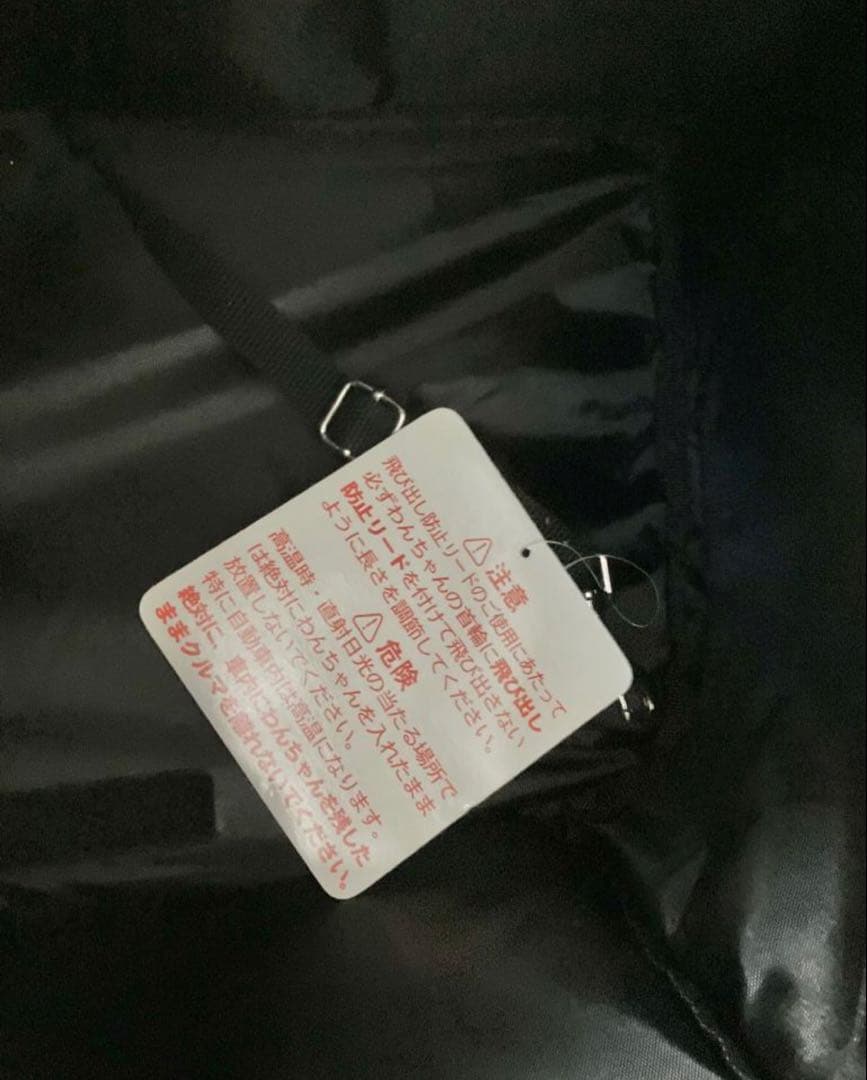 ⚠注意
飛び出し防止リードのご使用にあたって
必ずわんちゃんの首輪に飛び出し
防止リードを付けて飛び出さない
ように長さを調節してください。
⚠危険
高温時・直射日光の当たる場所で
は絶対にわんちゃんを入れたまま
放置しないでください。
特に自動車内は高温になります。
絶対に、車内にわんちゃんを残した
ままクルマを離れないでください。